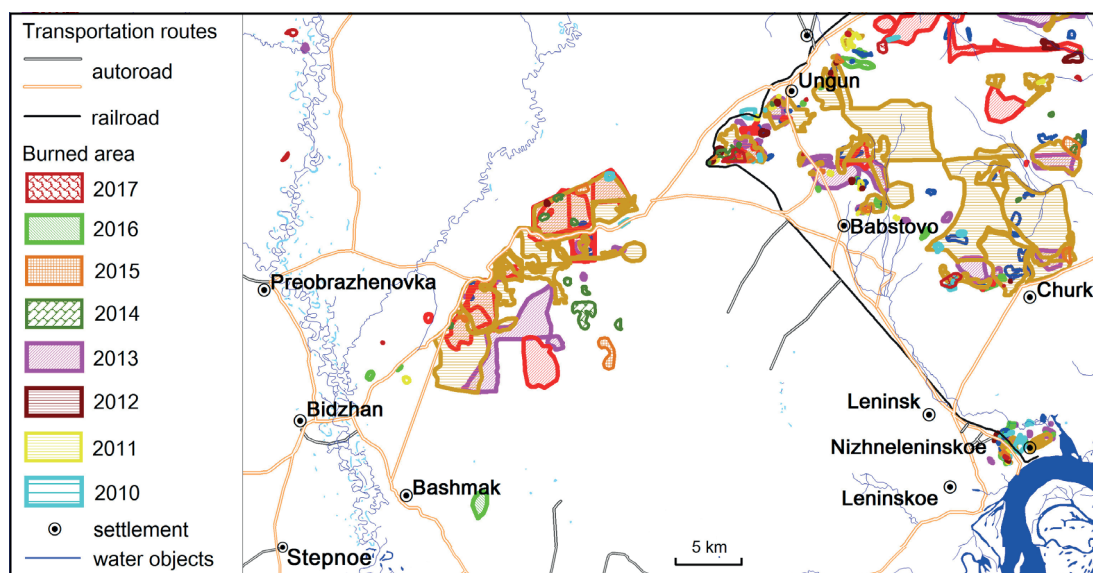 Transportation routes
autoroad
railroad
Burned area
2017
2016
2015
2014
2013
2012
2011
2010
settlement
water objects
Ungun
Babstovo
Preobrazhenovka
Churk
Leninsk
Bidzhan
Nizhneleninskoe
Bashmak
Leninskoe
Stepnoe
5 km